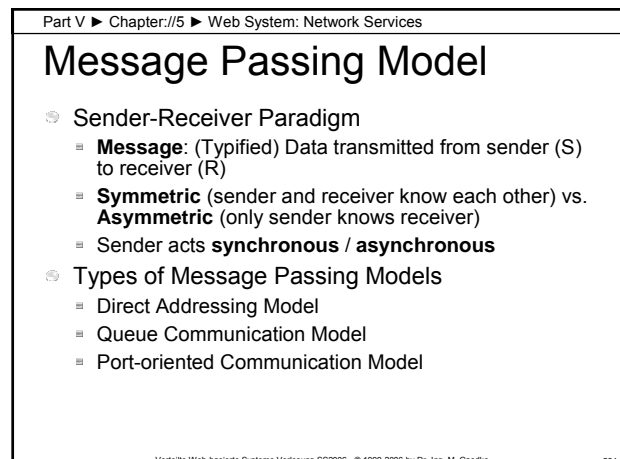 Part V ► Chapter://5 ► Web System: Network Services
Message Passing Model
Sender-Receiver Paradigm
Message: (Typified) Data transmitted from sender (S)
to receiver (R)
Symmetric (sender and receiver know each other) vs.
Asymmetric (only sender knows receiver)
Sender acts synchronous / asynchronous
Types of Message Passing Models
Direct Addressing Model
Queue Communication Model
Port-oriented Communication Model